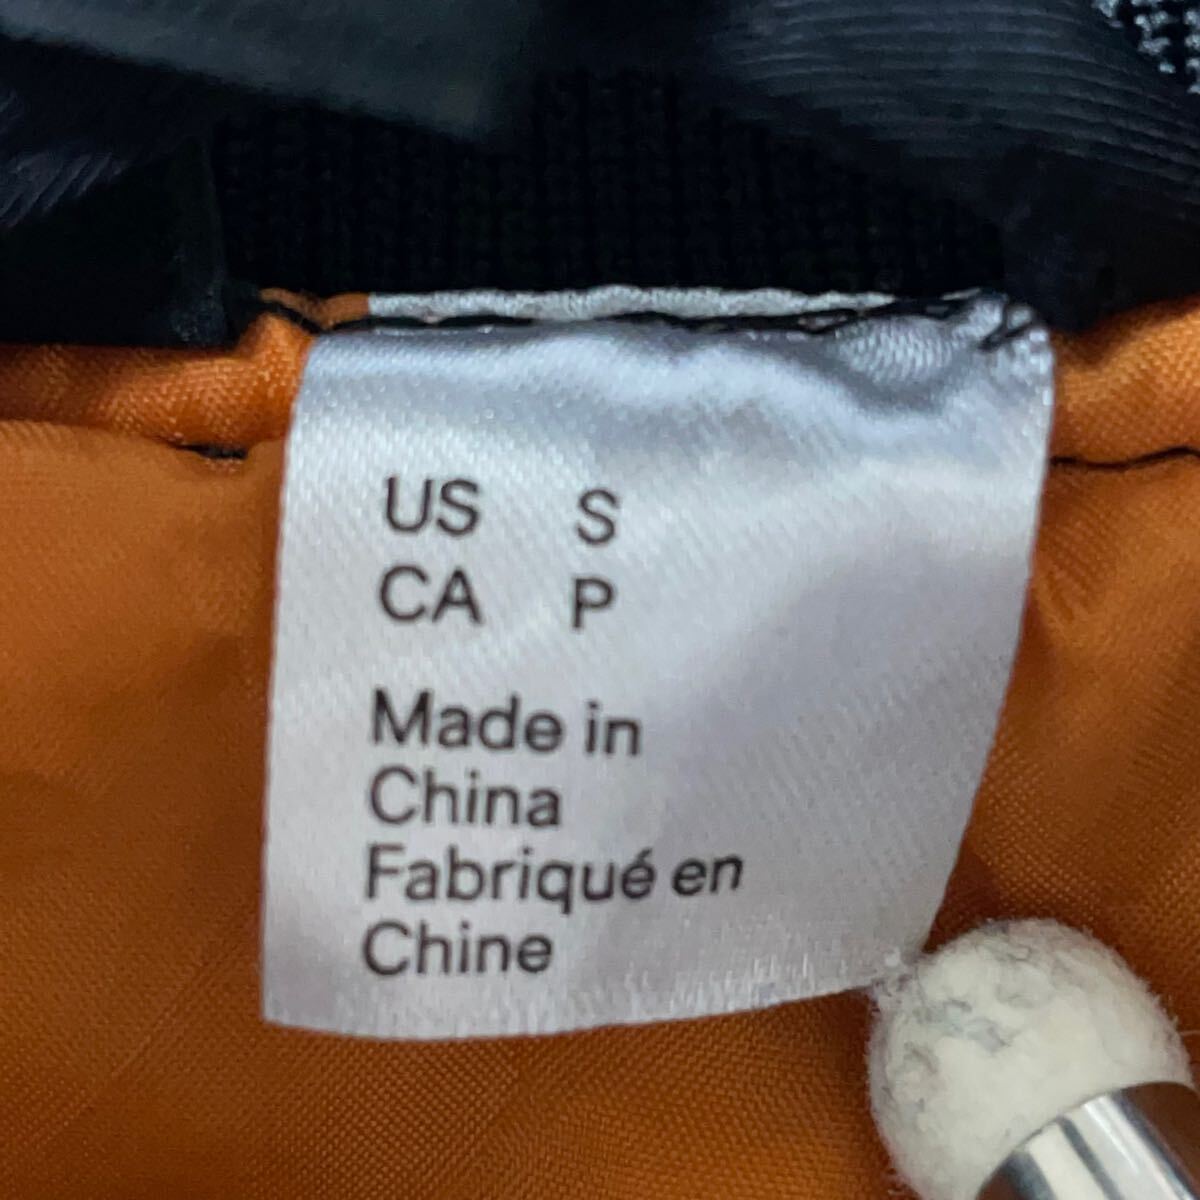 US S
CA P
Made in
China
Fabriqué en
Chine